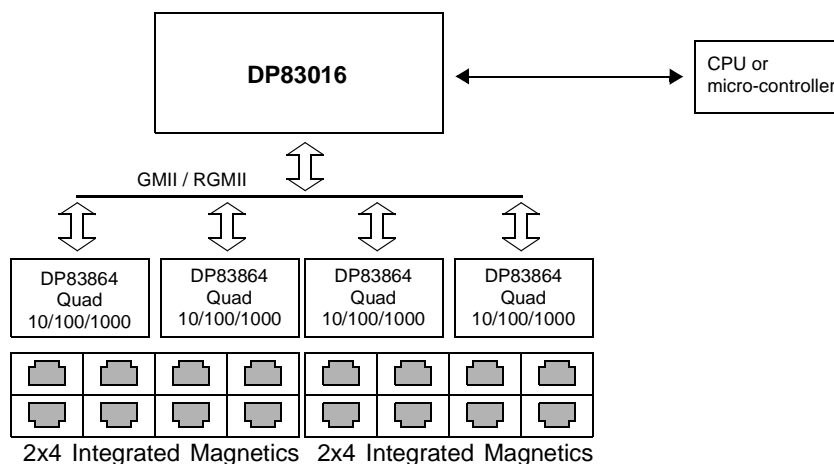 DP83016
CPU or
micro-controller
GMII / RGMII
DP83864
Quad
10/100/1000
DP83864
Quad
10/100/1000
DP83864
Quad
10/100/1000
DP83864
Quad
10/100/1000
2x4 Integrated Magnetics
2x4 Integrated Magnetics